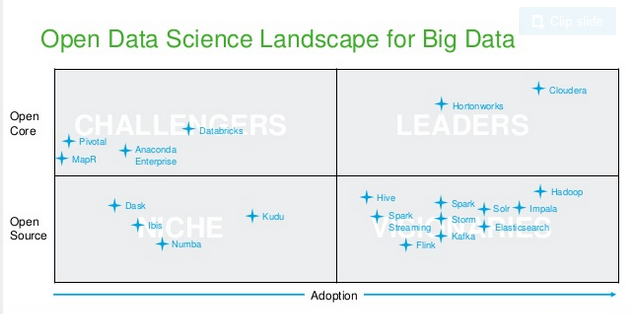 Clip slide
Open Data Science Landscape for Big Data
Open
Core
CHALLENGERS
LEADERS
Cloudera
Hortonworks
Databricks
Pivotal
Anaconda
Enterprise
MapR
Open
Source
NICHE
VISIONARIES
Dask
Ibis
Numba
Kudu
Hive
Spark
Streaming
Flink
Spark
Storm
Kafka
Solr
Impala
Elasticsearch
Hadoop
Adoption